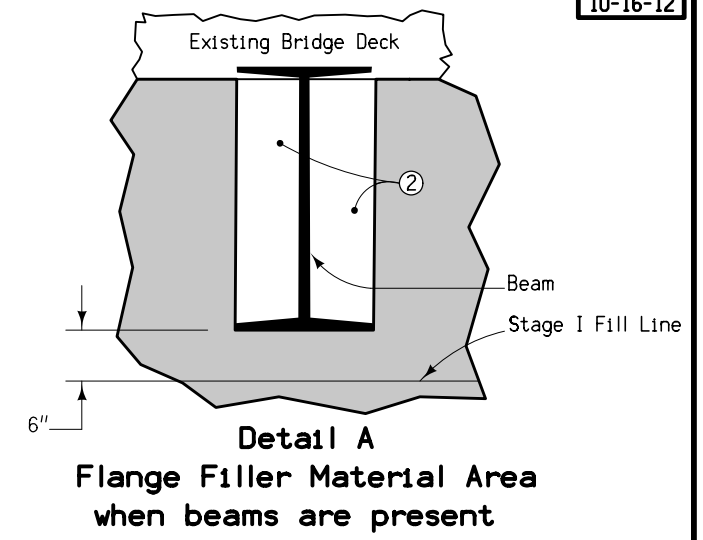 10-16-12
Existing Bridge Deck
2
Beam
Stage I Fill Line
6"
Detail A
Flange Filler Material Area
when beams are present